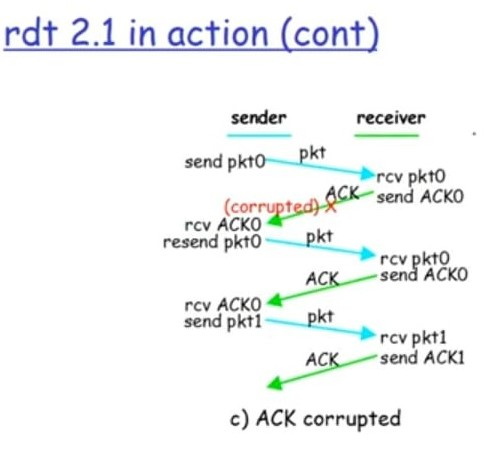 rdt 2.1 in action (cont)
sender receiver
send pkt0 pkt
rcv pkt0
ACK send ACK0
(corrupted) X
rcv ACK0
resend pkt0 pkt
rcv pkt0
ACK send ACK0
rcv ACK0
send pkt1 pkt
rcv pkt1
ACK send ACK1
c) ACK corrupted